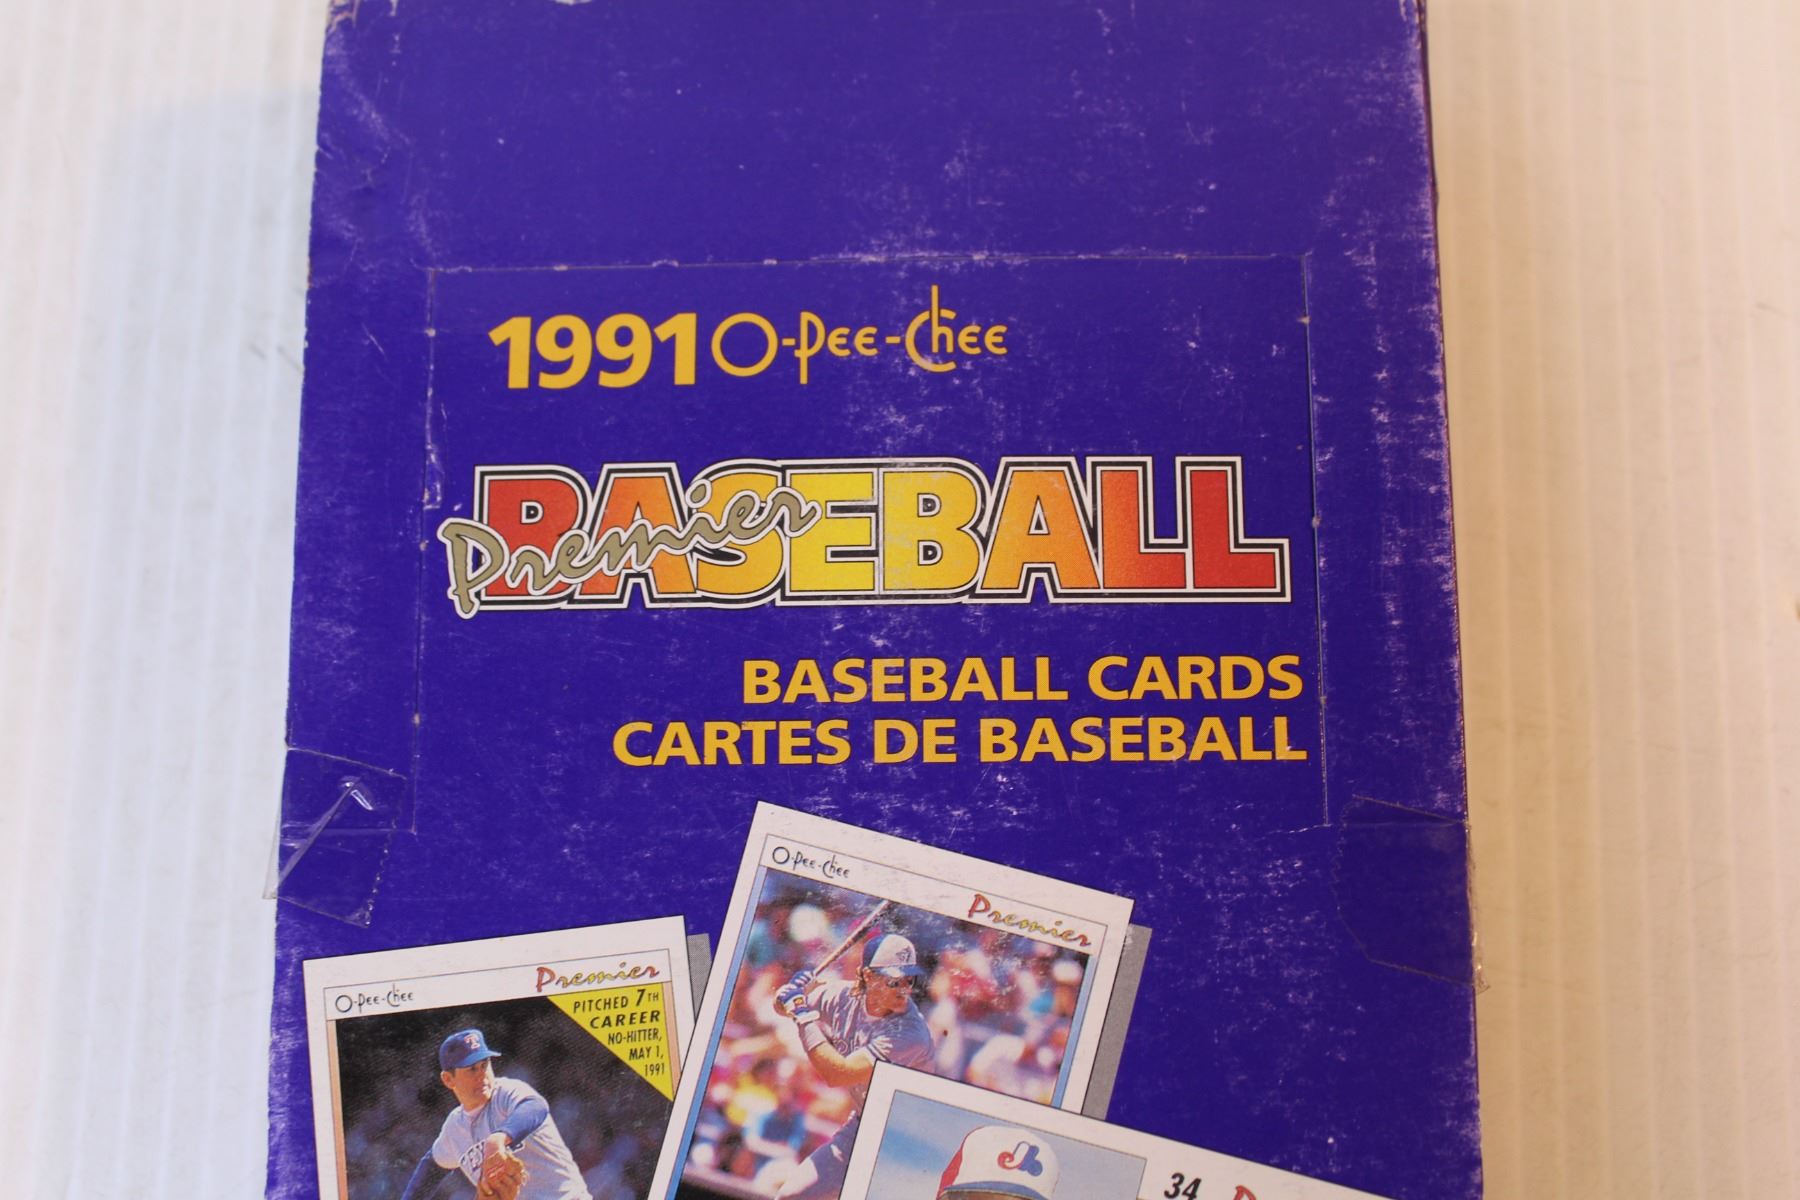 1991 O-Pee-Chee
Premier
BASEBALL
BASEBALL CARDS
CARTES DE BASEBALL
O-Pee-Chee
Premier
O-Pee-Chee
Premier
PITCHED 7TH
CAREER
NO-HITTER,
MAY 1,
1991
34